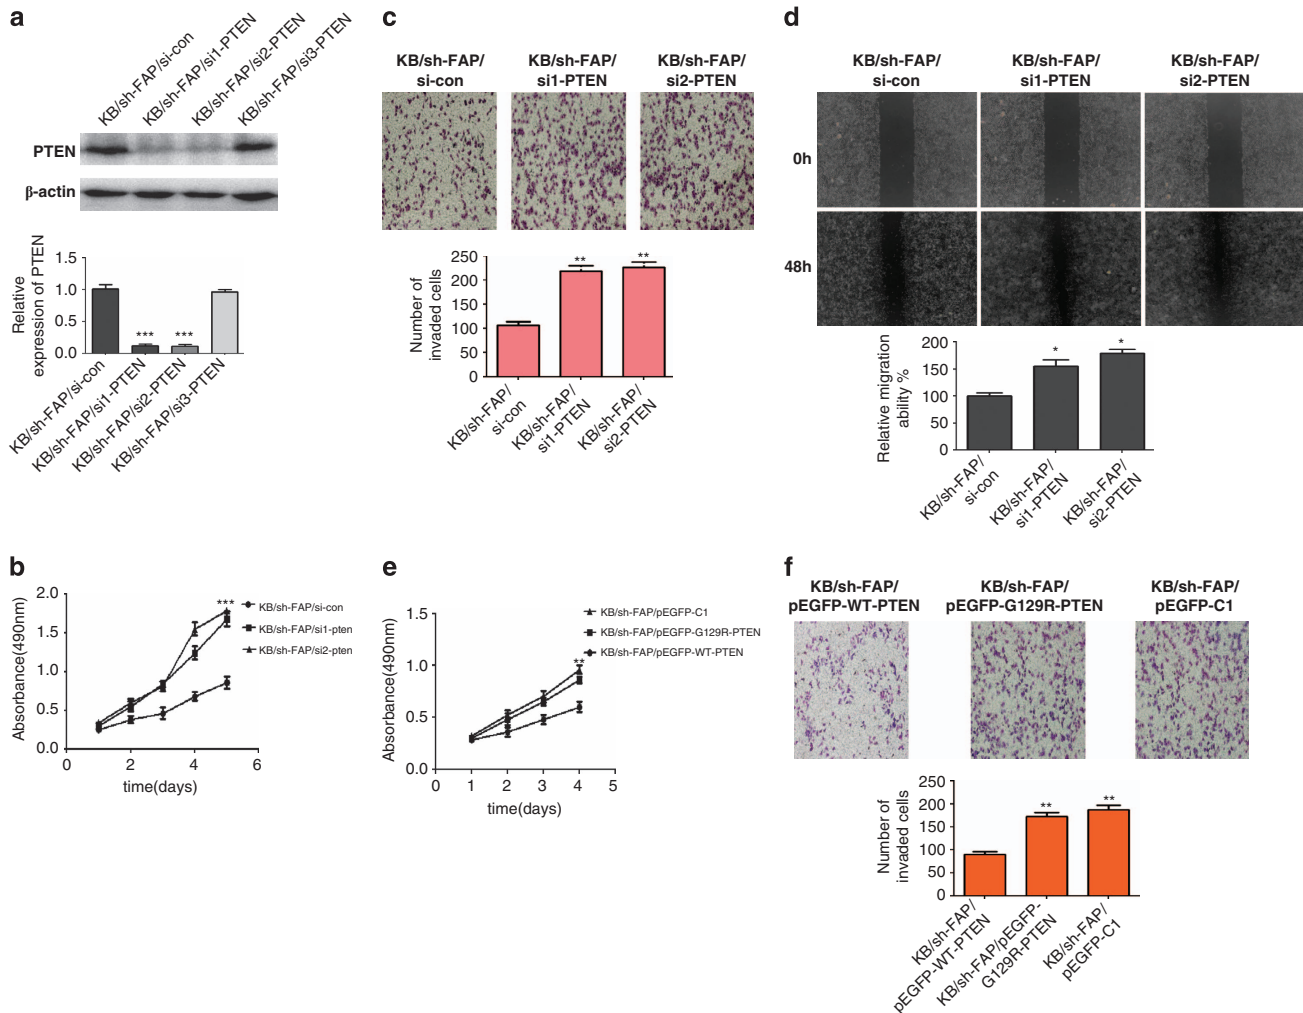 a
KB/sh-FAP/si-con
KB/sh-FAP/si1-PTEN
KB/sh-FAP/si2-PTEN
KB/sh-FAP/si3-PTEN
PTEN
β-actin
Relative
expression of PTEN
1.5
1.0
0.5
0.0
***
***
KB/sh-FAP/si-con
KB/sh-FAP/si1-PTEN
KB/sh-FAP/si2-PTEN
KB/sh-FAP/si3-PTEN
c
KB/sh-FAP/
si-con
KB/sh-FAP/
si1-PTEN
KB/sh-FAP/
si2-PTEN
Number of
invaded cells
250
200
150
100
50
0
**
**
KB/sh-FAP/
si-con
KB/sh-FAP/
si1-PTEN
KB/sh-FAP/
si2-PTEN
d
KB/sh-FAP/
si-con
KB/sh-FAP/
si1-PTEN
KB/sh-FAP/
si2-PTEN
0h
48h
Relative migration
ability %
200
150
100
50
0
*
*
KB/sh-FAP/
si-con
KB/sh-FAP/
si1-PTEN
KB/sh-FAP/
si2-PTEN
b
Absorbance(490nm)
2.0
1.5
1.0
0.5
0.0
0
2
4
6
time(days)
***
KB/sh-FAP/si-con
KB/sh-FAP/si1-pten
KB/sh-FAP/si2-pten
e
Absorbance(490nm)
1.5
1.0
0.5
0.0
0
1
2
3
4
5
time(days)
**
KB/sh-FAP/pEGFP-C1
KB/sh-FAP/pEGFP-G129R-PTEN
KB/sh-FAP/pEGFP-WT-PTEN
f
KB/sh-FAP/
pEGFP-WT-PTEN
KB/sh-FAP/
pEGFP-G129R-PTEN
KB/sh-FAP/
pEGFP-C1
Number of
invaded cells
250
200
150
100
50
0
**
**
KB/sh-FAP/
pEGFP-WT-PTEN
KB/sh-FAP/pEGFP-
G129R-PTEN
KB/sh-FAP/
pEGFP-C1